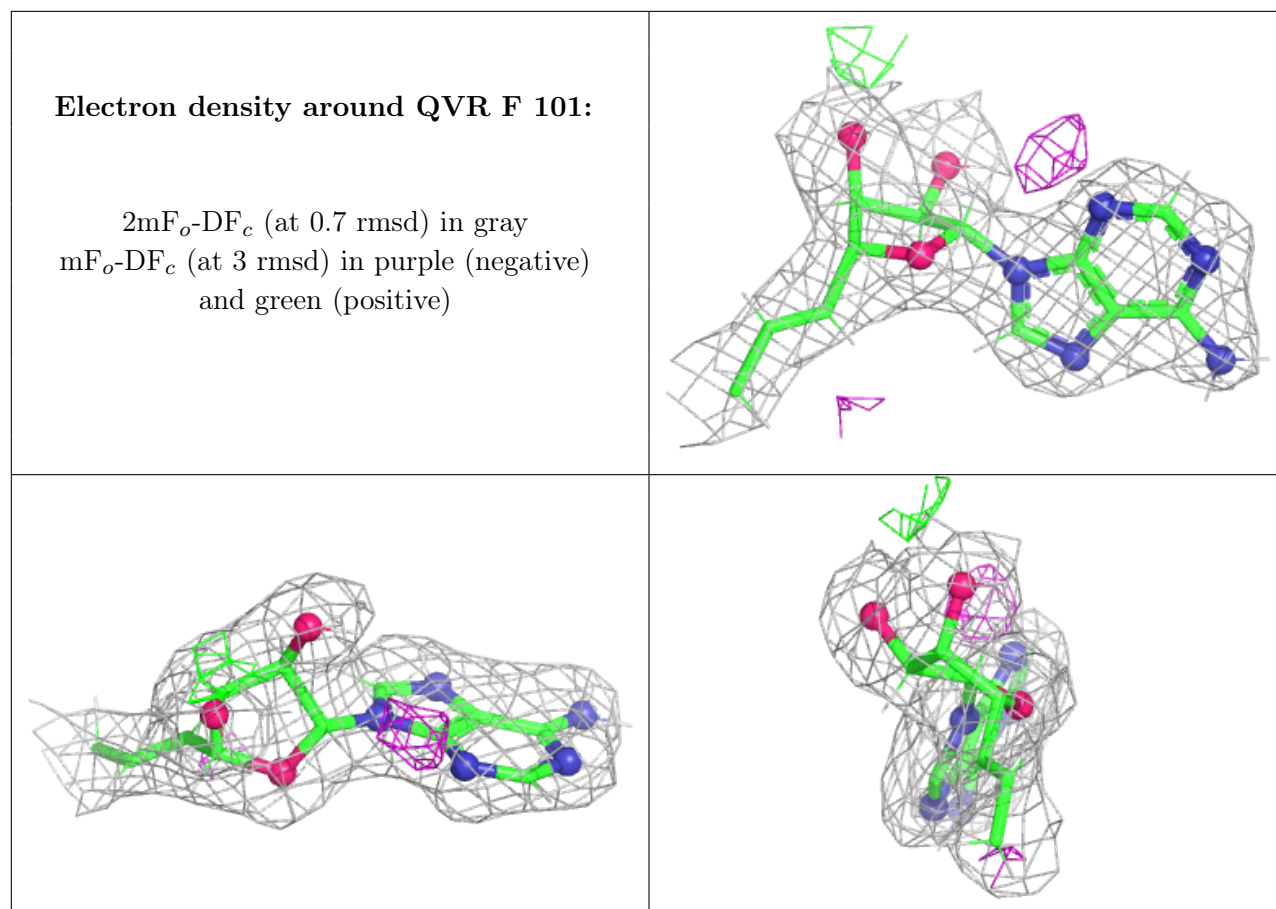 Electron density around QVR F 101:
2mFo-DFc (at 0.7 rmsd) in gray
mFo-DFc (at 3 rmsd) in purple (negative)
and green (positive)